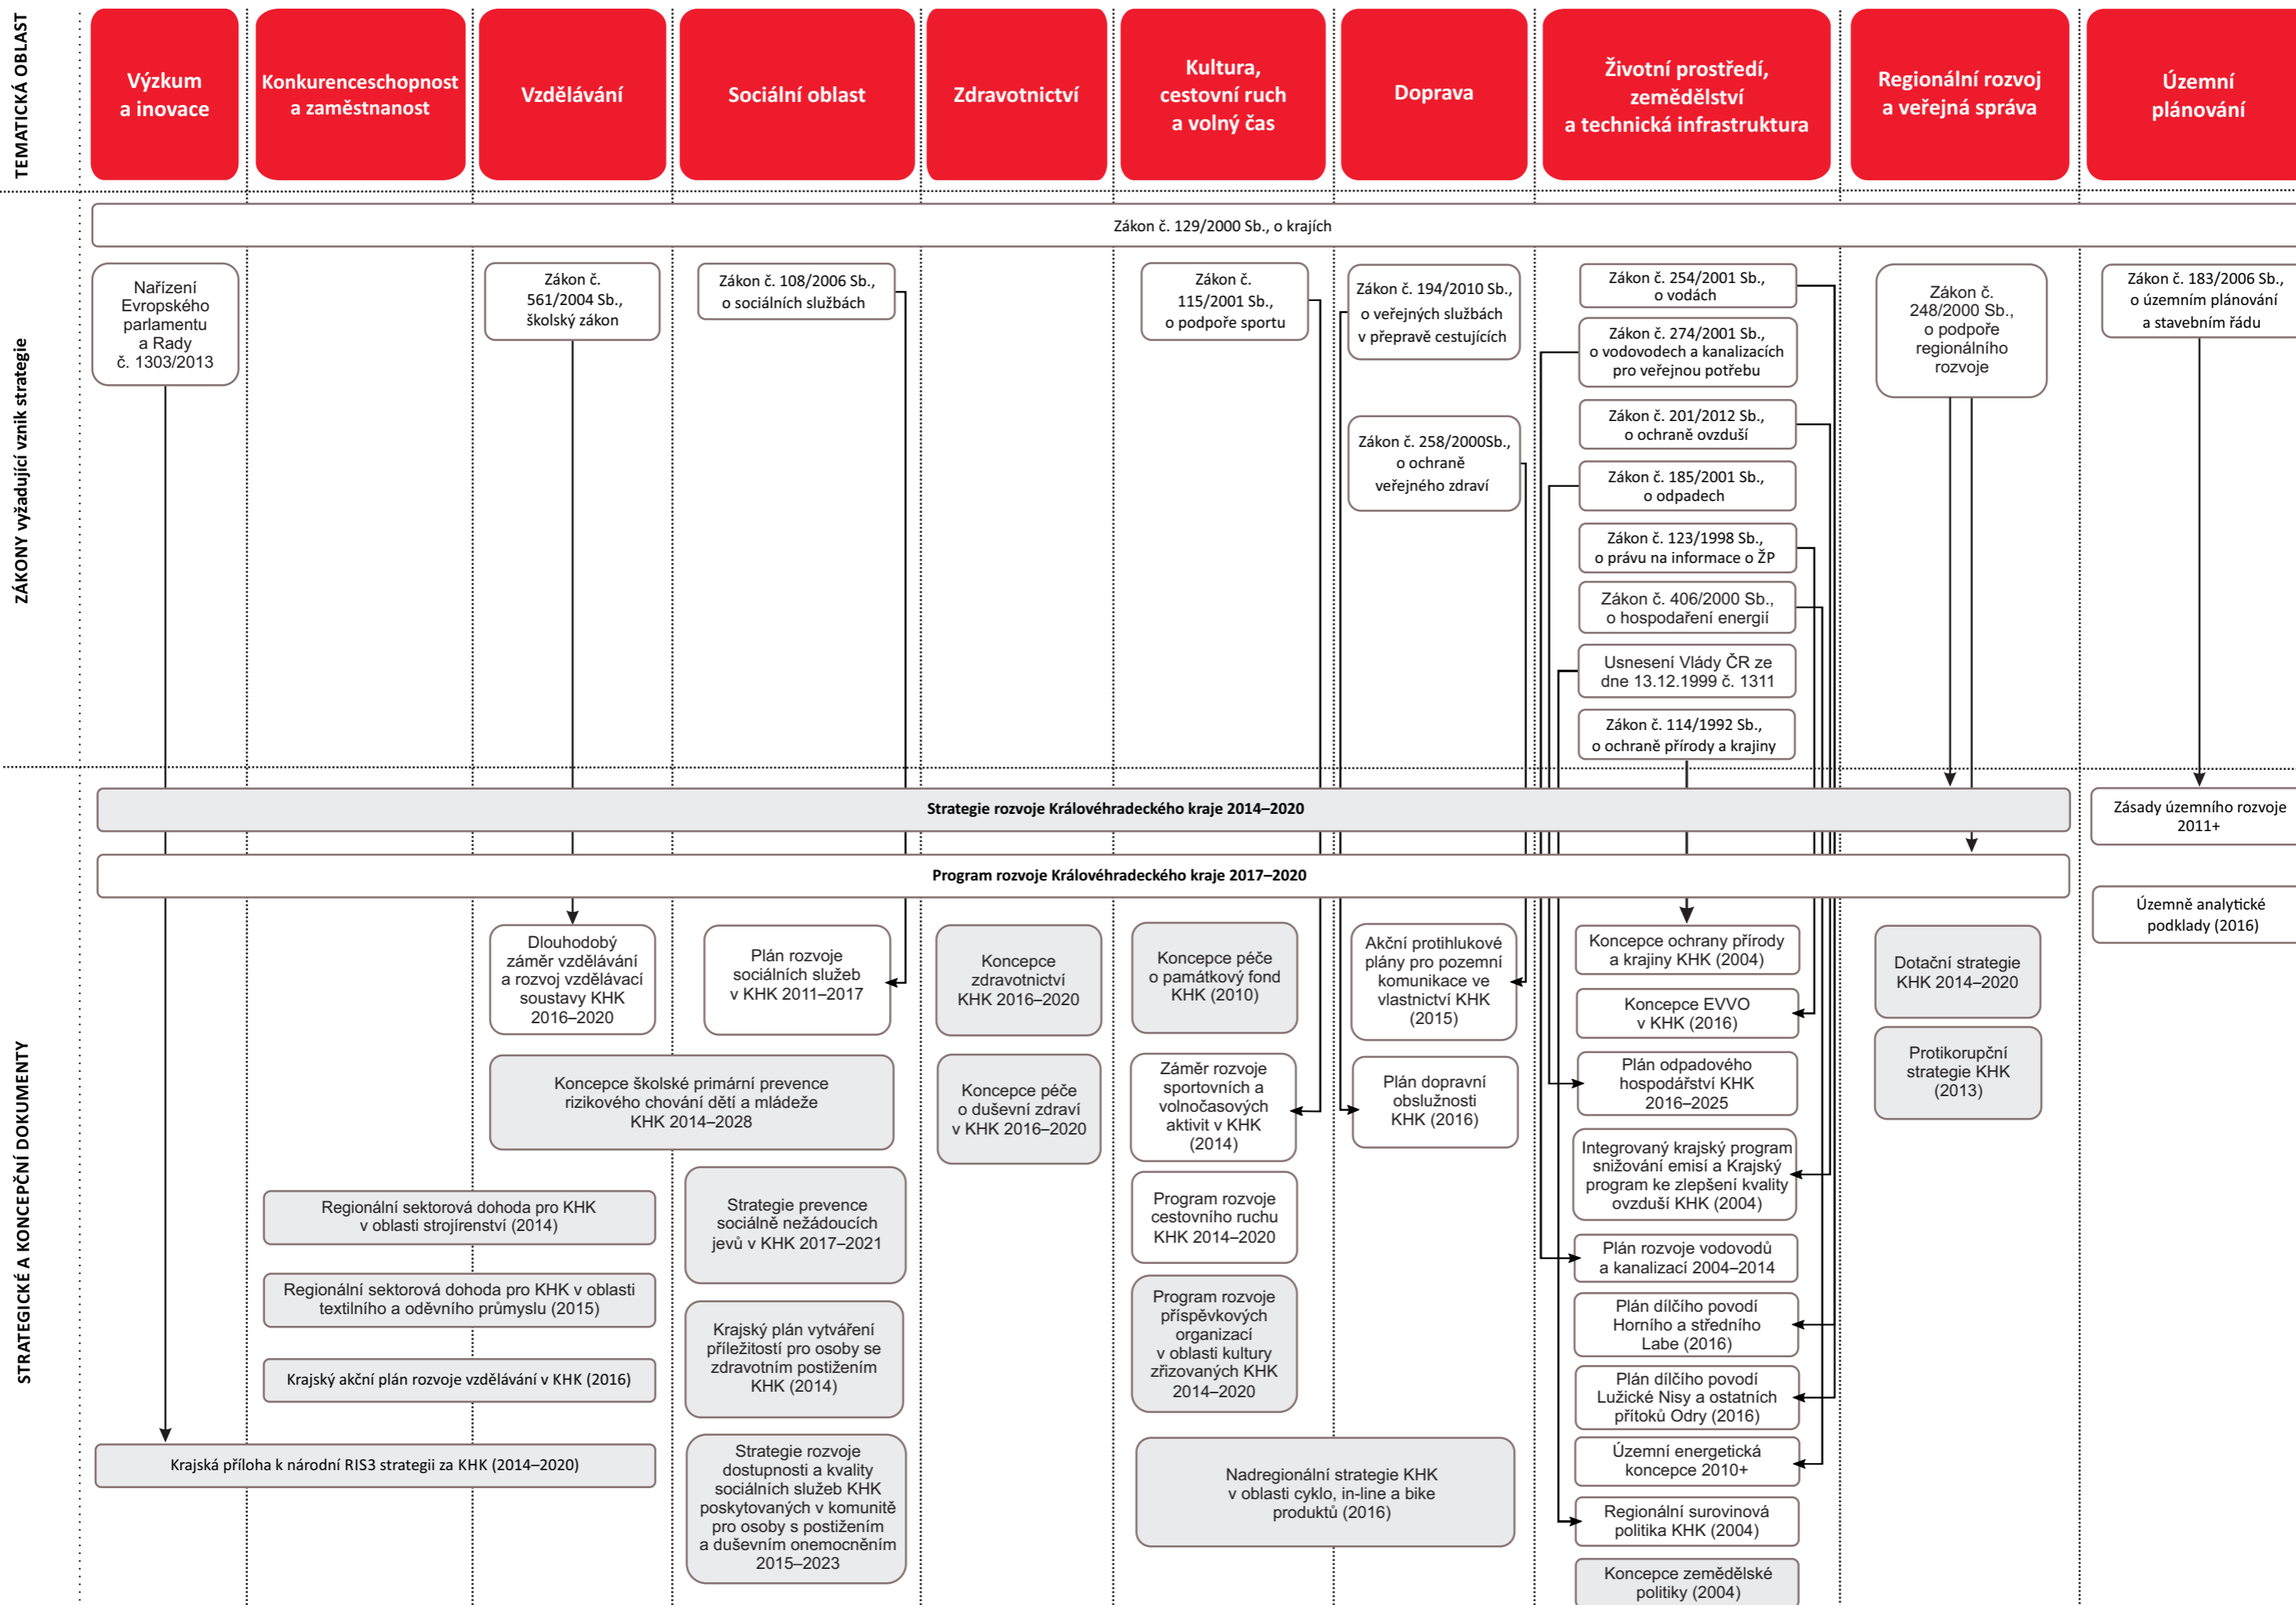 TEMATICKÁ OBLAST
Výzkum
a inovace
Konkurenceschopnost
a zaměstnanost
Vzdělávání
Sociální oblast
Zdravotnictví
Kultura,
cestovní ruch
a volný čas
Doprava
Životní prostředí,
zemědělství
a technická infrastruktura
Regionální rozvoj
a veřejná správa
Územní
plánování
ZÁKONY vyžadující vznik strategie
Zákon č. 129/2000 Sb., o krajích
Nařízení
Evropského
parlamentu
a Rady
č. 1303/2013
Zákon č.
561/2004 Sb.,
školský zákon
Zákon č. 108/2006 Sb.,
o sociálních službách
Zákon č.
115/2001 Sb.,
o podpoře sportu
Zákon č. 194/2010 Sb.,
o veřejných službách
v přepravě cestujících
Zákon č. 258/2000Sb.,
o ochraně
veřejného zdraví
Zákon č. 254/2001 Sb.,
o vodách
Zákon č. 274/2001 Sb.,
o vodovodech a kanalizacích
pro veřejnou potřebu
Zákon č. 201/2012 Sb.,
o ochraně ovzduší
Zákon č. 185/2001 Sb.,
o odpadech
Zákon č. 123/1998 Sb.,
o právu na informace o ŽP
Zákon č. 406/2000 Sb.,
o hospodaření energií
Usnesení Vlády ČR ze
dne 13.12.1999 č. 1311
Zákon č. 114/1992 Sb.,
o ochraně přírody a krajiny
Zákon č.
248/2000 Sb.,
o podpoře
regionálního
rozvoje
Zákon č. 183/2006 Sb.,
o územním plánování
a stavebním řádu
STRATEGICKÉ A KONCEPČNÍ DOKUMENTY
Strategie rozvoje Královéhradeckého kraje 2014–2020
Program rozvoje Královéhradeckého kraje 2017–2020
Zásady územního rozvoje
2011+
Územně analytické
podklady (2016)
Dlouhodobý
záměr vzdělávání
a rozvoj vzdělávací
soustavy KHK
2016–2020
Plán rozvoje
sociálních služeb
v KHK 2011–2017
Koncepce
zdravotnictví
KHK 2016–2020
Koncepce péče
o památkový fond
KHK (2010)
Akční protihlukové
plány pro pozemní
komunikace ve
vlastnictví KHK
(2015)
Koncepce ochrany přírody
a krajiny KHK (2004)
Koncepce EVVO
v KHK (2016)
Dotační strategie
KHK 2014–2020
Protikorupční
strategie KHK
(2013)
Koncepce školské primární prevence
rizikového chování dětí a mládeže
KHK 2014–2028
Koncepce péče
o duševní zdraví
v KHK 2016–2020
Záměr rozvoje
sportovních a
volnočasových
aktivit v KHK
(2014)
Plán dopravní
obslužnosti
KHK (2016)
Plán odpadového
hospodářství KHK
2016–2025
Integrovaný krajský program
snižování emisí a Krajský
program ke zlepšení kvality
ovzduší KHK (2004)
Regionální sektorová dohoda pro KHK
v oblasti strojírenství (2014)
Strategie prevence
sociálně nežádoucích
jevů v KHK 2017–2021
Program rozvoje
cestovního ruchu
KHK 2014–2020
Plán rozvoje vodovodů
a kanalizací 2004–2014
Regionální sektorová dohoda pro KHK v oblasti
textilního a oděvního průmyslu (2015)
Krajský plán vytváření
příležitostí pro osoby se
zdravotním postižením
KHK (2014)
Program rozvoje
příspěvkových
organizací
v oblasti kultury
zřizovaných KHK
2014–2020
Plán dílčího povodí
Horního a středního
Labe (2016)
Krajský akční plán rozvoje vzdělávání v KHK (2016)
Plán dílčího povodí
Lužické Nisy a ostatních
přítoků Odry (2016)
Krajská příloha k národní RIS3 strategii za KHK (2014–2020)
Strategie rozvoje
dostupnosti a kvality
sociálních služeb KHK
poskytovaných v komunitě
pro osoby s postižením
a duševním onemocněním
2015–2023
Nadregionální strategie KHK
v oblasti cyklo, in-line a bike
produktů (2016)
Územní energetická
koncepce 2010+
Regionální surovinová
politika KHK (2004)
Koncepce zemědělské
politiky (2004)